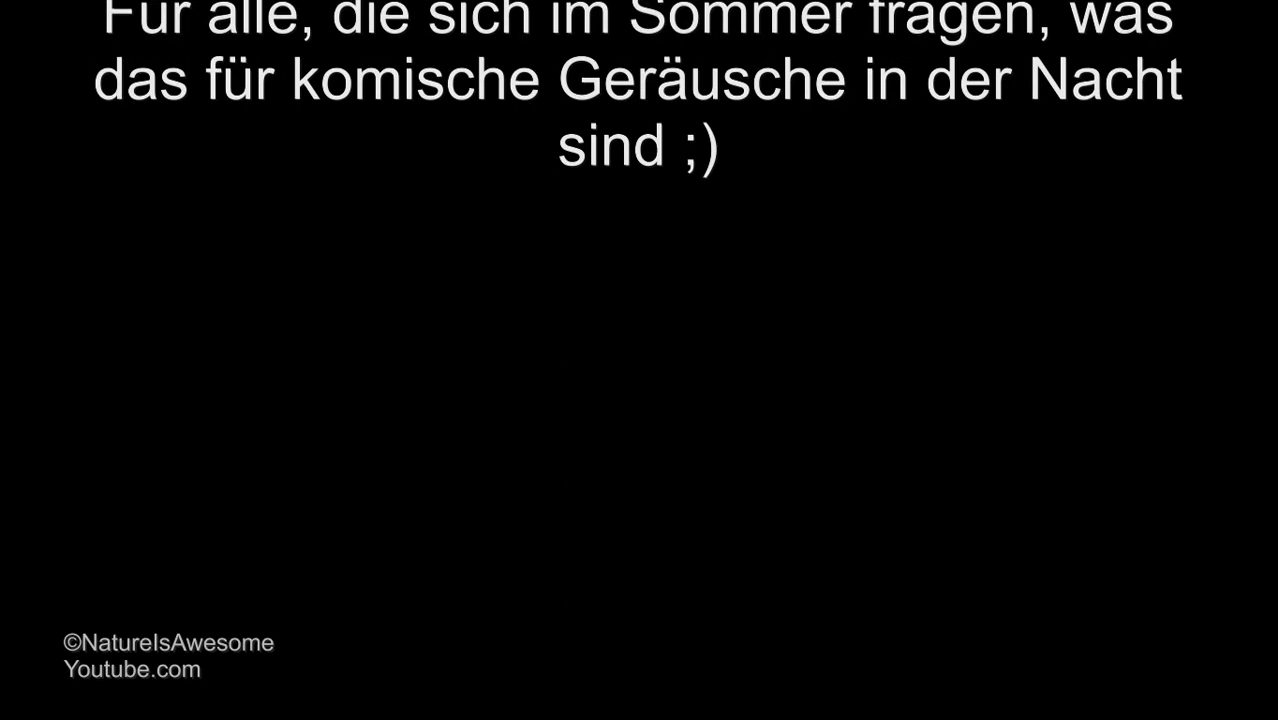 Für alle, die sich im Sommer fragen, was
das für komische Geräusche in der Nacht
sind ;)
©NatureIsAwesome
Youtube.com